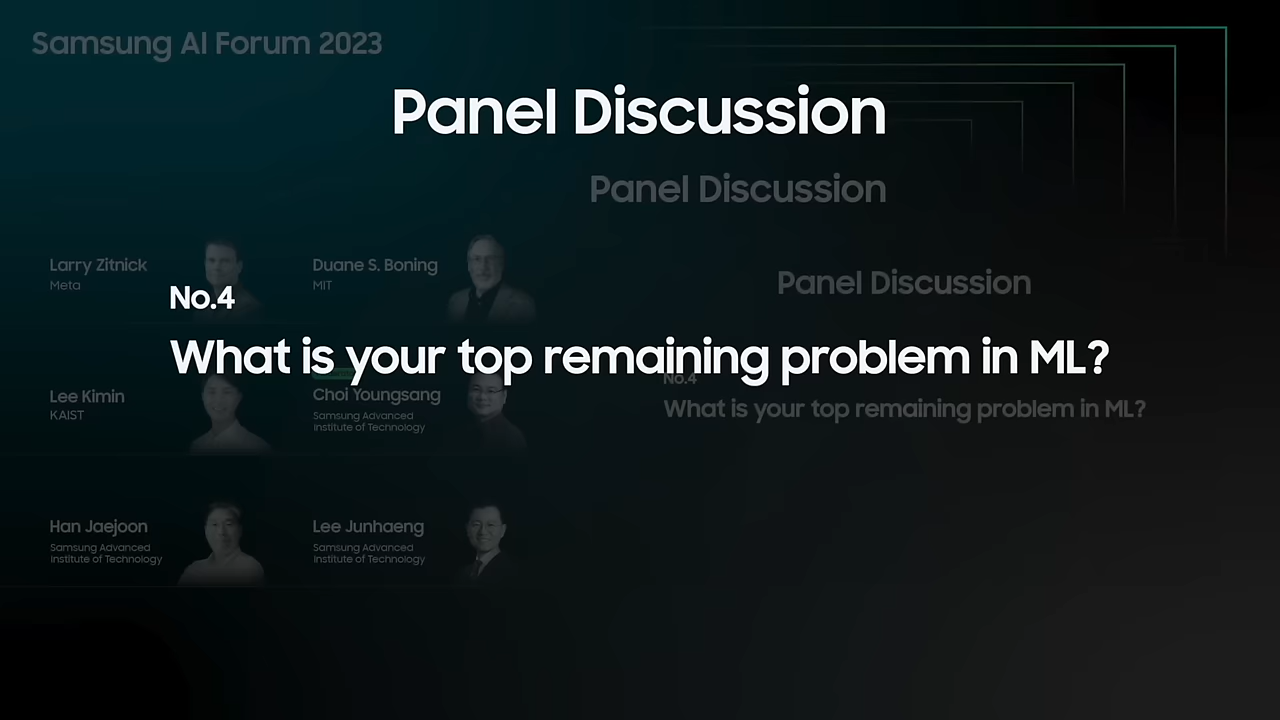 Samsung AI Forum 2023
Panel Discussion
Panel Discussion
Panel Discussion
Larry Zitnick
Meta
Duane S. Boning
MIT
No.4
What is your top remaining problem in ML?
No.4
What is your top remaining problem in ML?
Lee Kimin
KAIST
Choi Youngsang
Samsung Advanced
Institute of Technology
Han Jaejoon
Samsung Advanced
Institute of Technology
Lee Junhaeng
Samsung Advanced
Institute of Technology